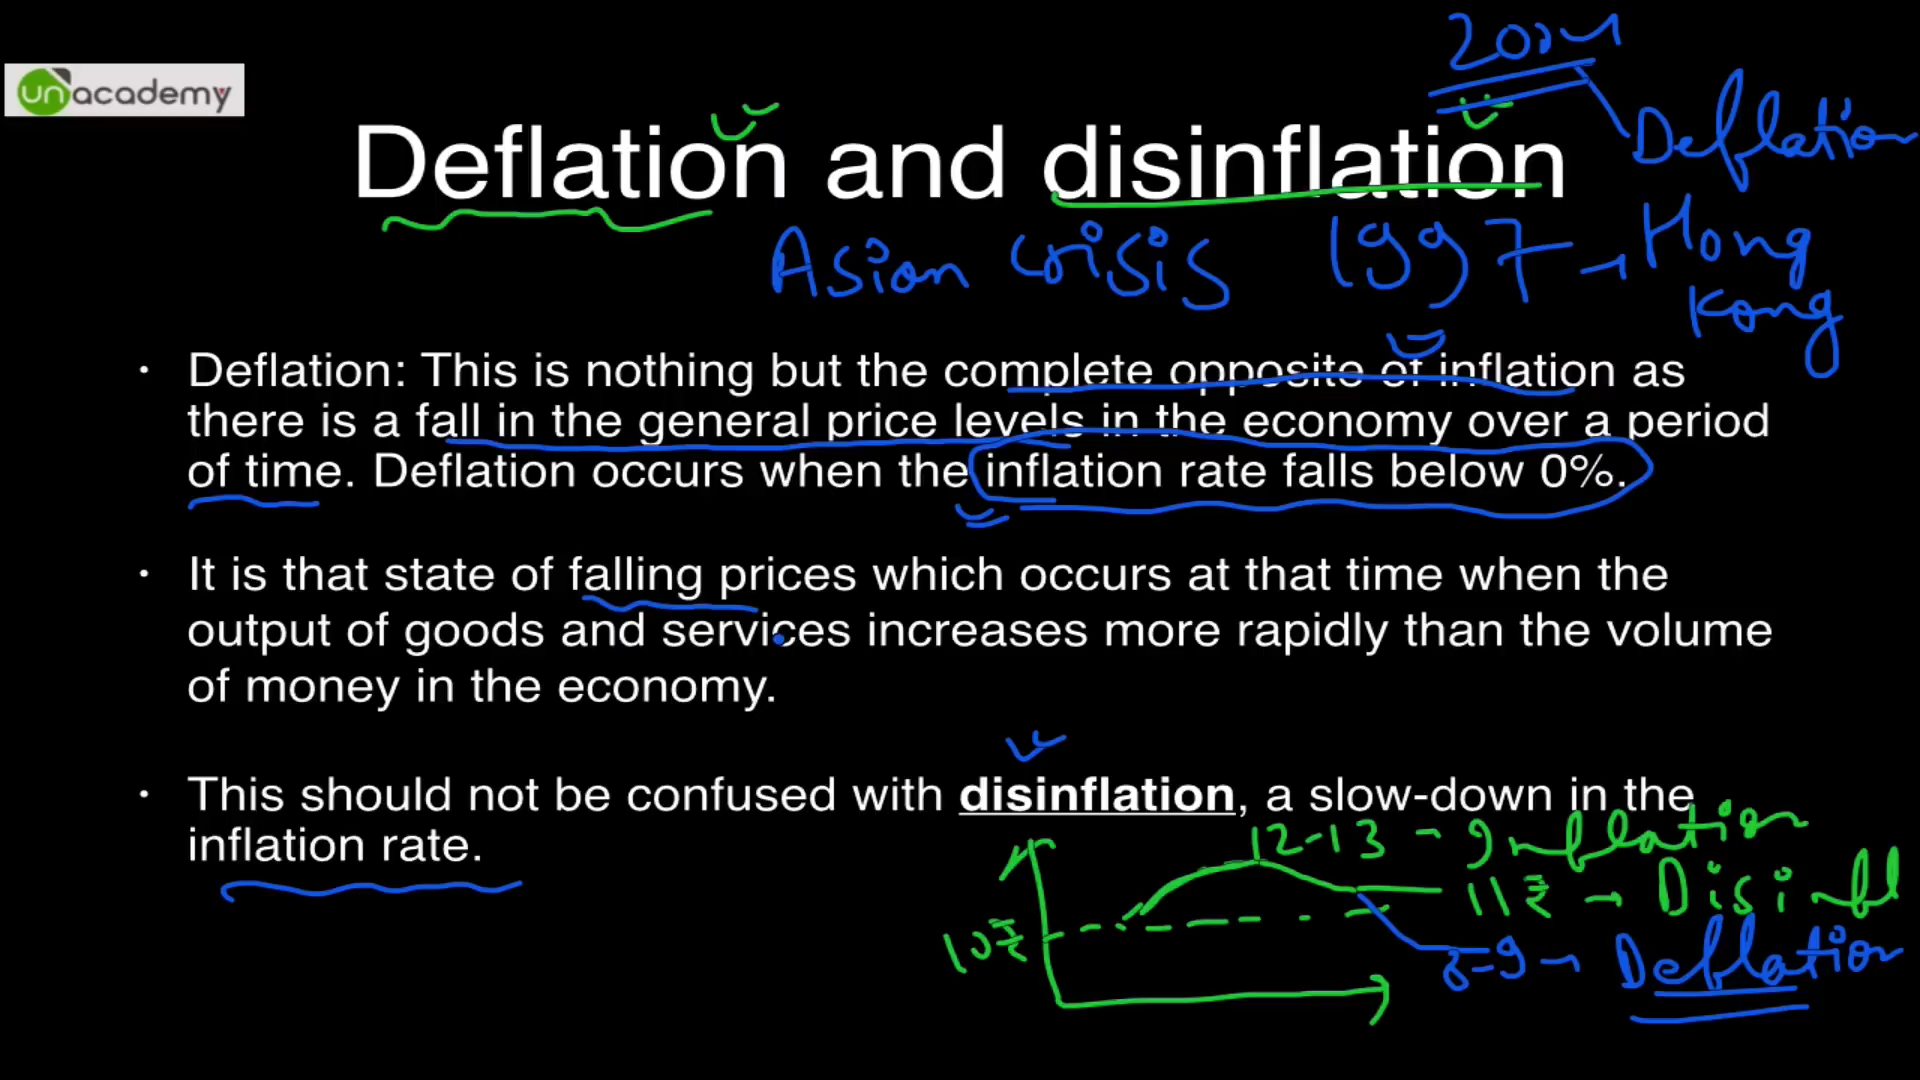 2004
Deflation
unacademy
Deflation and disinflation
Asian crisis 1997 → Hong
Kong
• Deflation: This is nothing but the complete opposite of inflation as
there is a fall in the general price levels in the economy over a period
of time. Deflation occurs when the inflation rate falls below 0%.
• It is that state of falling prices which occurs at that time when the
output of goods and services increases more rapidly than the volume
of money in the economy.
• This should not be confused with disinflation, a slow-down in the
inflation rate.
12-13 - Inflation
11₹ → Disinfl
10₹
8-9 → Deflation